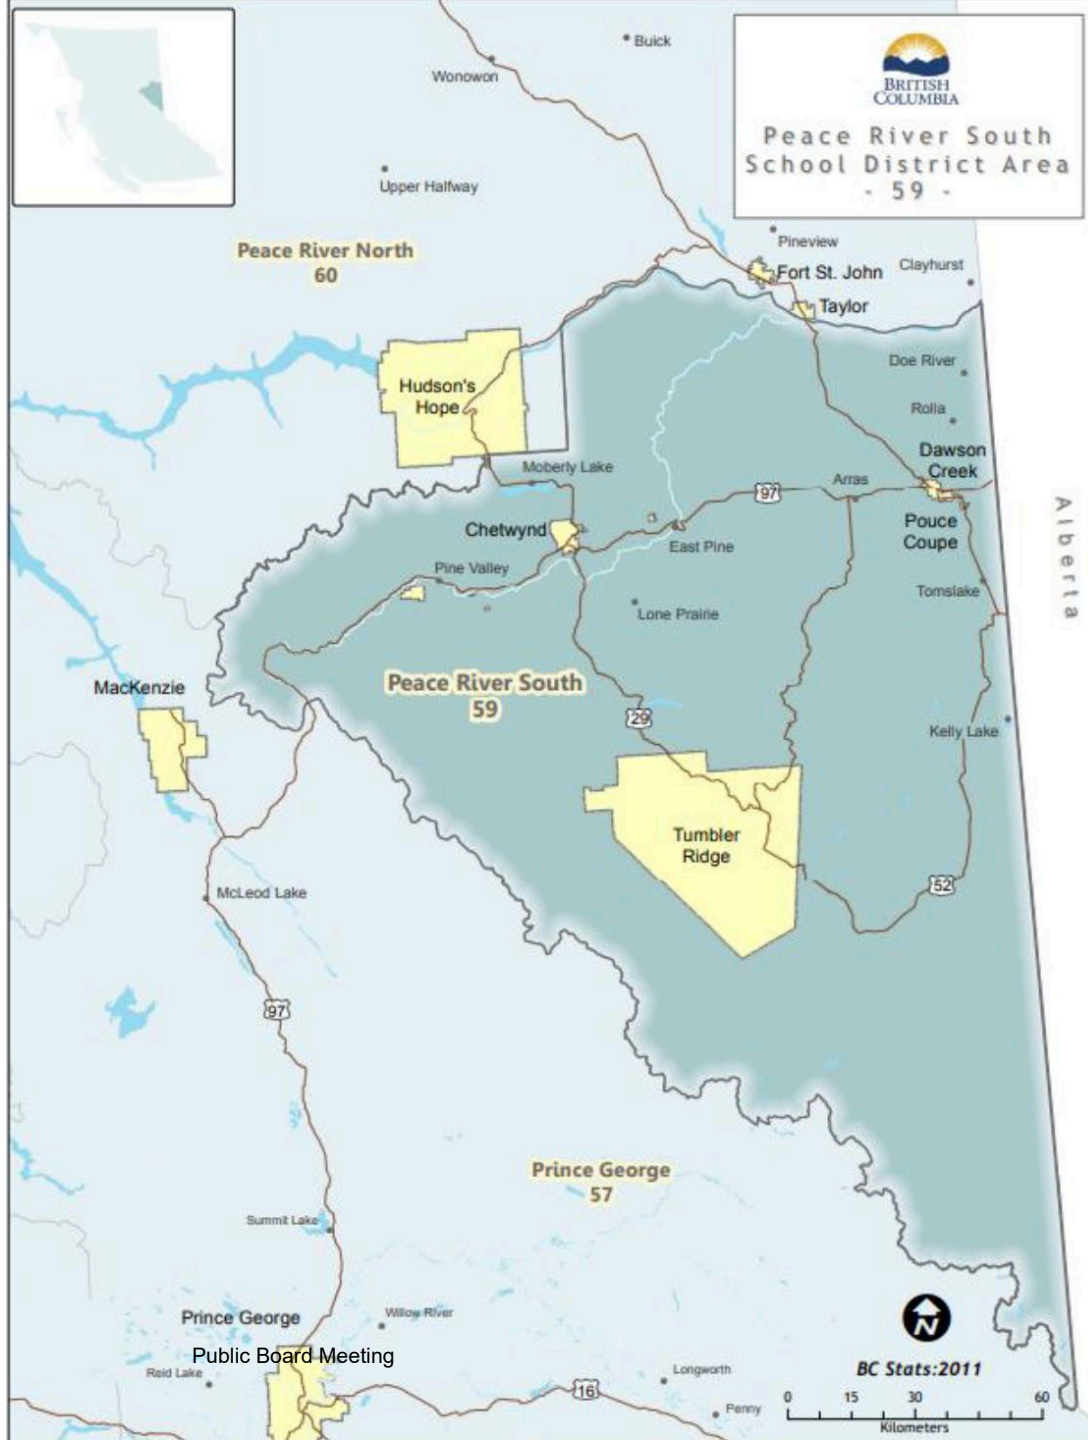 Buick
Wonowon
BRITISH
COLUMBIA
Peace River South
School District Area
- 59 -
Upper Halfway
Peace River North
60
Pineview
Fort St. John
Clayhurst
Taylor
Doe River
Hudson's
Hope
Rolla
Dawson
Creek
Moberly Lake
Arras
97
Chetwynd
Pouce
Coupe
East Pine
Pine Valley
Tomslake
Lone Prairie
Alberta
Peace River South
59
MacKenzie
29
Kelly Lake
Tumbler
Ridge
52
McLeod Lake
97
Prince George
57
Summit Lake
Prince George
Willow River
Public Board Meeting
Reid Lake
Longworth
16
Penny
N
BC Stats:2011
0 15 30 60
Kilometers